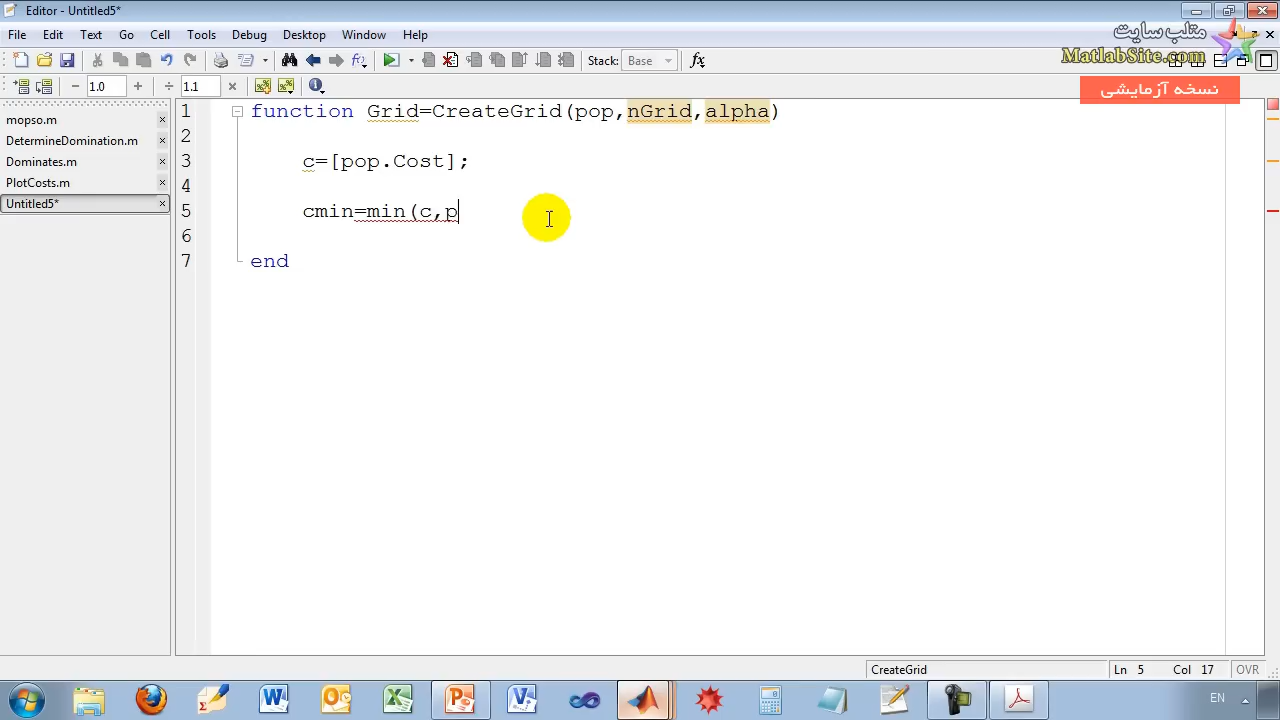 Editor - Untitled5*
File Edit Text Go Cell Tools Debug Desktop Window Help
متلب سایت
MatlabSite.com
Stack: Base fx
1.0 1.1
نسخه آزمایشی
mopso.m
DetermineDomination.m
Dominates.m
PlotCosts.m
Untitled5*
1 function Grid=CreateGrid(pop,nGrid,alpha)
2
3 c=[pop.Cost];
4
5 cmin=min(c,p
6
7 end
CreateGrid Ln 5 Col 17 OVR
EN